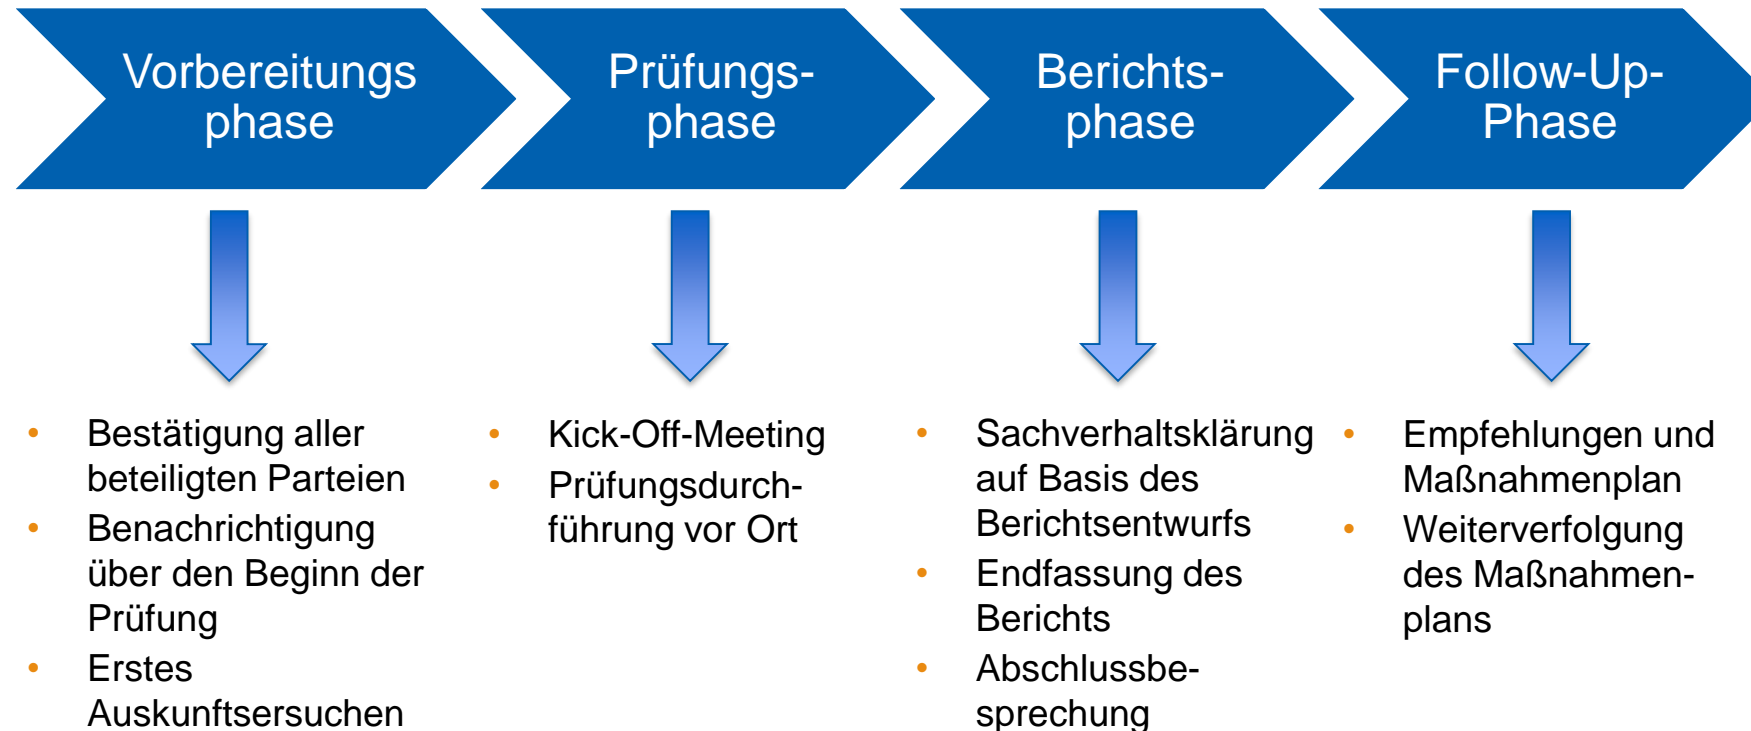 Vorbereitungs
phase
Prüfungs-
phase
Berichts-
phase
Follow-Up-
Phase
• Bestätigung aller
beteiligten Parteien
• Benachrichtigung
über den Beginn der
Prüfung
• Erstes
Auskunftsersuchen
• Kick-Off-Meeting
• Prüfungsdurch-
führung vor Ort
• Sachverhaltsklärung
auf Basis des
Berichtsentwurfs
• Endfassung des
Berichts
• Abschlussbe-
sprechung
• Empfehlungen und
Maßnahmenplan
• Weiterverfolgung
des Maßnahmen-
plans